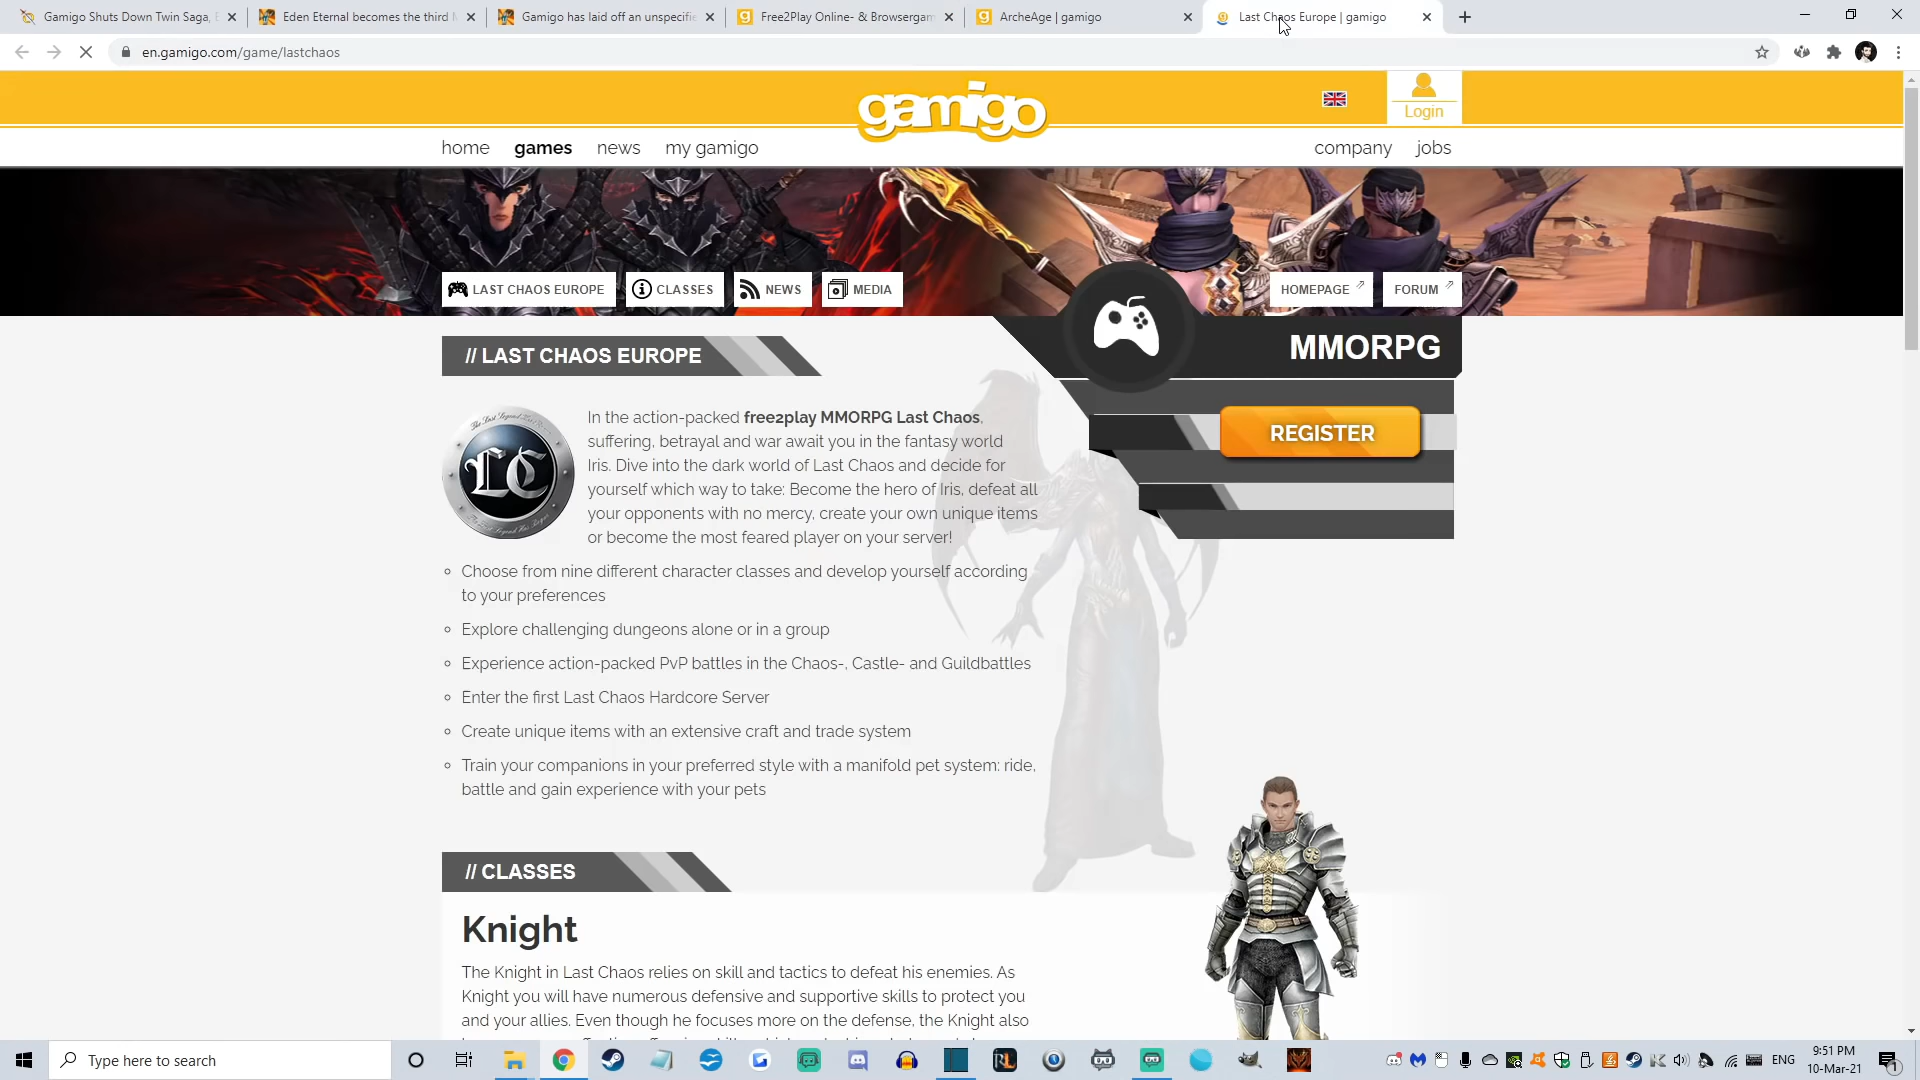 Gamigo Shuts Down Twin Saga,
Eden Eternal becomes the third
Gamigo has laid off an unspecifie
Free2Play Online- & Browsergam
ArcheAge | gamigo
Last Chaos Europe | gamigo
en.gamigo.com/game/lastchaos
gamigo
Login
home games news my gamigo company jobs
LAST CHAOS EUROPE CLASSES NEWS MEDIA HOMEPAGE FORUM
// LAST CHAOS EUROPE
MMORPG
REGISTER
LC
In the action-packed free2play MMORPG Last Chaos,
suffering, betrayal and war await you in the fantasy world
Iris. Dive into the dark world of Last Chaos and decide for
yourself which way to take: Become the hero of Iris, defeat all
your opponents with no mercy, create your own unique items
or become the most feared player on your server!
Choose from nine different character classes and develop yourself according
to your preferences
Explore challenging dungeons alone or in a group
Experience action-packed PvP battles in the Chaos-, Castle- and Guildbattles
Enter the first Last Chaos Hardcore Server
Create unique items with an extensive craft and trade system
Train your companions in your preferred style with a manifold pet system: ride,
battle and gain experience with your pets
// CLASSES
Knight
The Knight in Last Chaos relies on skill and tactics to defeat his enemies. As
Knight you will have numerous defensive and supportive skills to protect you
and your allies. Even though he focuses more on the defense, the Knight also
Type here to search
ENG
9:51 PM
10-Mar-21